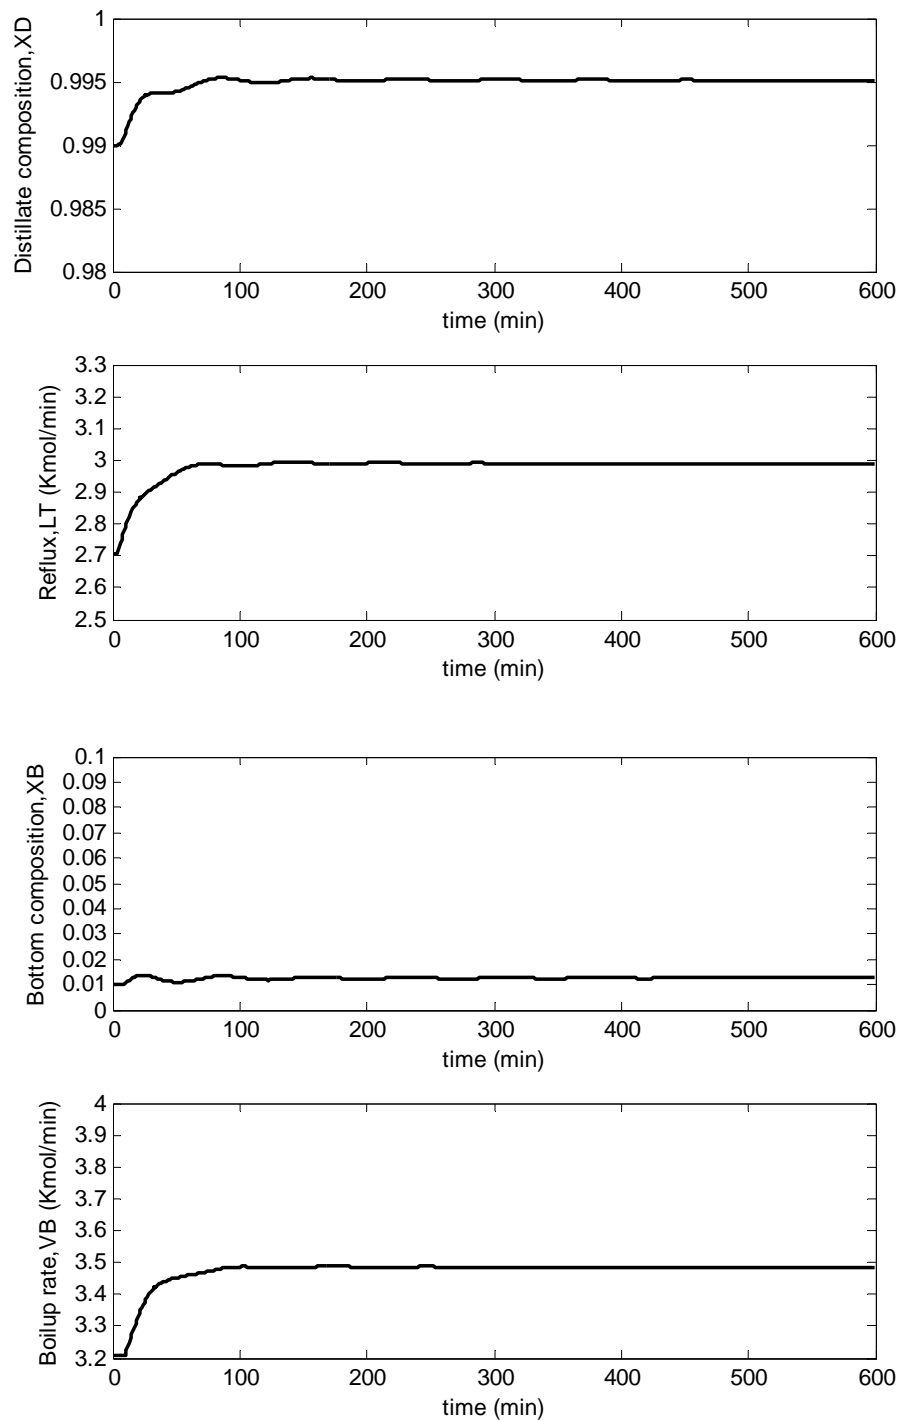 Distillate composition,XD
1
0.995
0.99
0.985
0.98
0 100 200 300 400 500 600
time (min)
Reflux,LT (Kmol/min)
3.3
3.2
3.1
3
2.9
2.8
2.7
2.6
2.5
0 100 200 300 400 500 600
time (min)
Bottom composition,XB
0.1
0.09
0.08
0.07
0.06
0.05
0.04
0.03
0.02
0.01
0
0 100 200 300 400 500 600
time (min)
Boilup rate,VB (Kmol/min)
4
3.9
3.8
3.7
3.6
3.5
3.4
3.3
3.2
0 100 200 300 400 500 600
time (min)